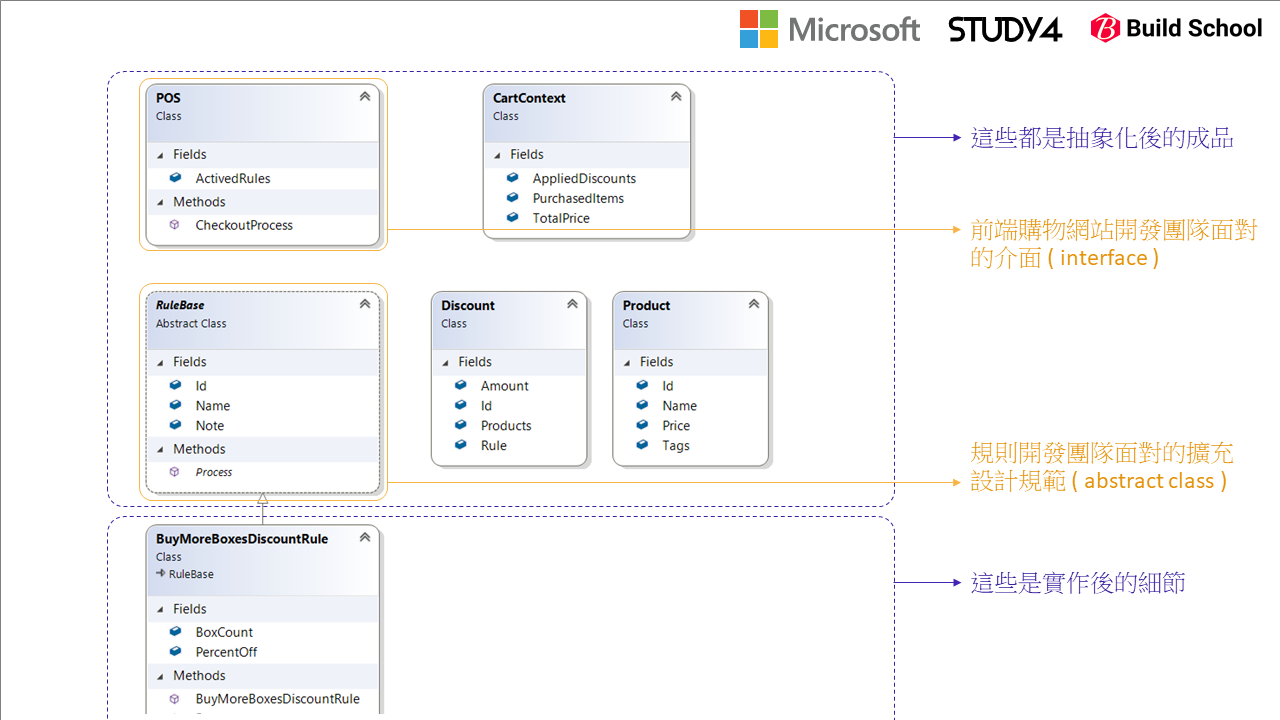 Microsoft
STUDY4
Build School
POS
Class
Fields
ActivedRules
Methods
CheckoutProcess
CartContext
Class
Fields
AppliedDiscounts
PurchasedItems
TotalPrice
這些都是抽象化後的成品
前端購物網站開發團隊面對
的介面 ( interface )
RuleBase
Abstract Class
Fields
Id
Name
Note
Methods
Process
Discount
Class
Fields
Amount
Id
Products
Rule
Product
Class
Fields
Id
Name
Price
Tags
規則開發團隊面對的擴充
設計規範 ( abstract class )
BuyMoreBoxesDiscountRule
Class
RuleBase
Fields
BoxCount
PercentOff
Methods
BuyMoreBoxesDiscountRule
這些是實作後的細節